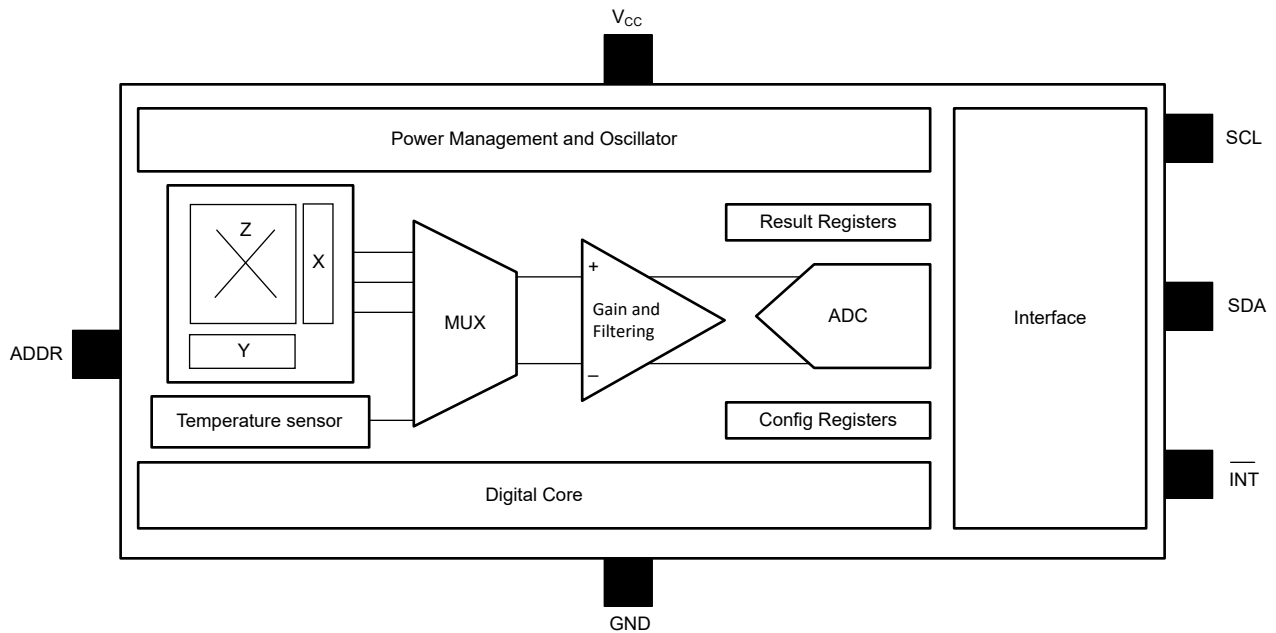 VCC
Power Management and Oscillator
SCL
Z
X
Result Registers
+
Gain and
Filtering
MUX
ADC
Interface
SDA
Y
ADDR
–
Temperature sensor
Config Registers
INT
Digital Core
GND